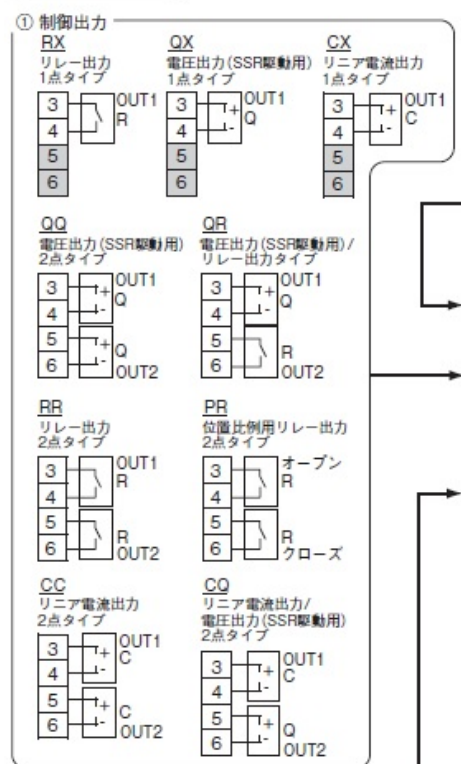 ① 制御出力
RX
リレー出力
1点タイプ
3
4
5
6
OUT1
R
QX
電圧出力(SSR駆動用)
1点タイプ
3
4
5
6
+
-
OUT1
Q
CX
リニア電流出力
1点タイプ
3
4
5
6
+
-
OUT1
C
QQ
電圧出力(SSR駆動用)
2点タイプ
3
4
5
6
+
-
OUT1
Q
+
-
Q
OUT2
QR
電圧出力(SSR駆動用)/
リレー出力タイプ
3
4
5
6
+
-
OUT1
Q
R
OUT2
RR
リレー出力
2点タイプ
3
4
5
6
OUT1
R
R
OUT2
PR
位置比例用リレー出力
2点タイプ
3
4
5
6
オープン
R
R
クローズ
CC
リニア電流出力
2点タイプ
3
4
5
6
+
-
OUT1
C
+
-
C
OUT2
CQ
リニア電流出力/
電圧出力(SSR駆動用)
2点タイプ
3
4
5
6
+
-
OUT1
C
+
-
Q
OUT2